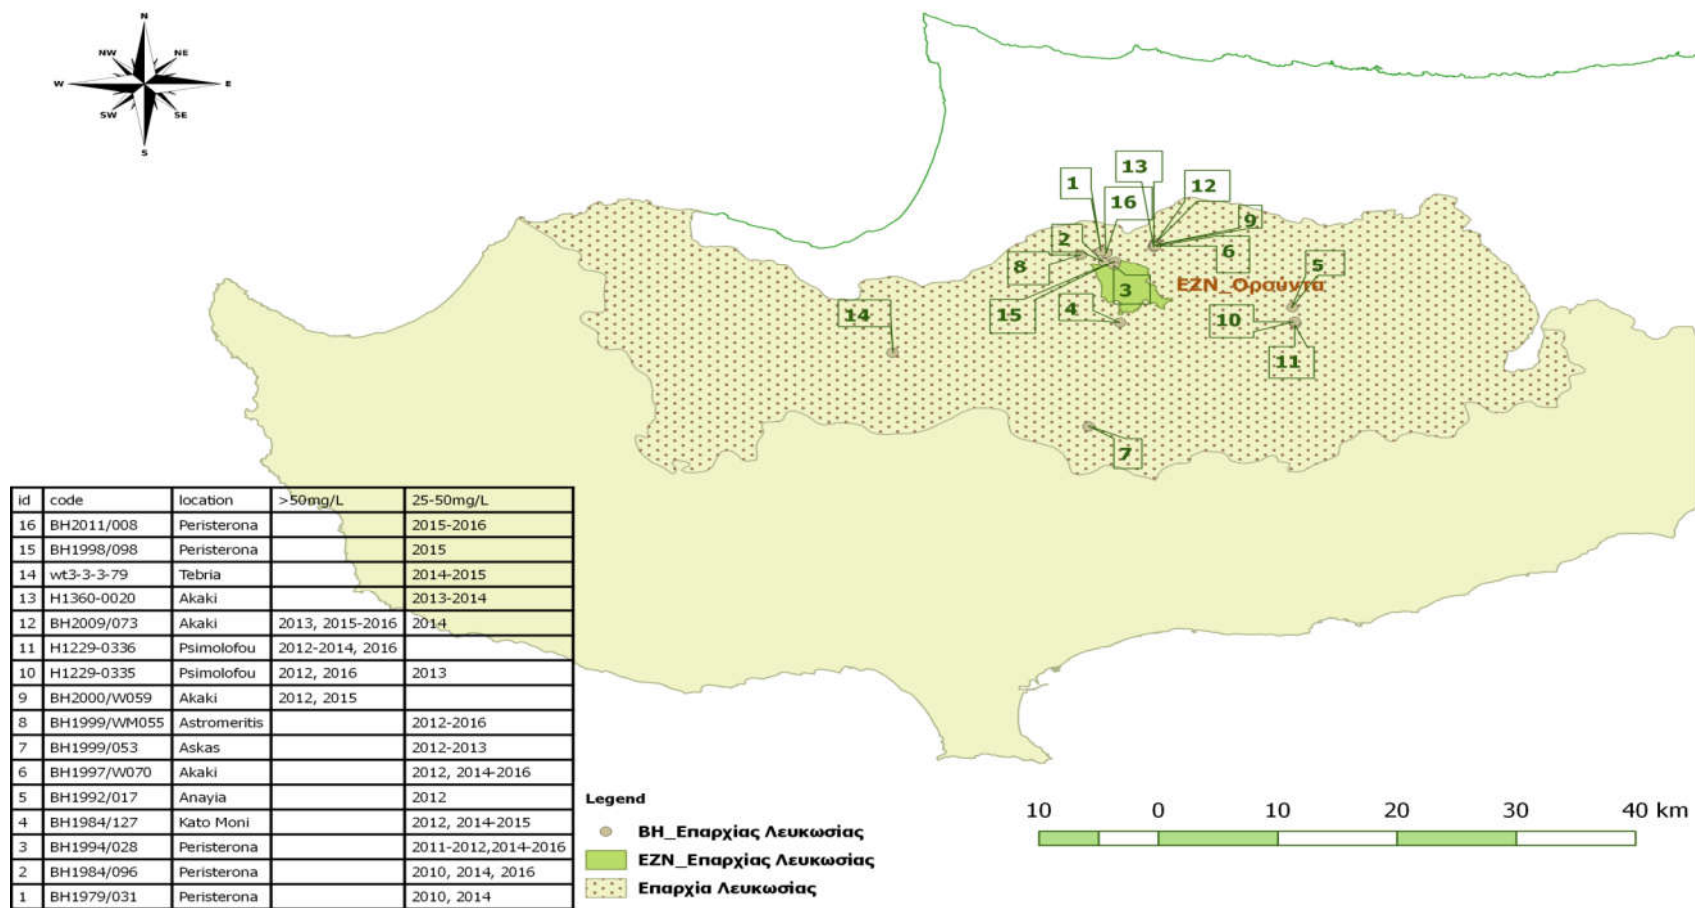 N
NW NE
W E
SW SE
S
13
1
12
16
9
2
6
8
5
ΕΖΝ_Οραύντα
3
4
15
14
10
11
7
id code location >50mg/L 25-50mg/L
16 BH2011/008 Peristerona 2015-2016
15 BH1998/098 Peristerona 2015
14 wt3-3-3-79 Tebria 2014-2015
13 H1360-0020 Akaki 2013-2014
12 BH2009/073 Akaki 2013, 2015-2016 2014
11 H1229-0336 Psimolofou 2012-2014, 2016
10 H1229-0335 Psimolofou 2012, 2016 2013
9 BH2000/W059 Akaki 2012, 2015
8 BH1999/WM055 Astromeritis 2012-2016
7 BH1999/053 Askas 2012-2013
6 BH1997/W070 Akaki 2012, 2014-2016
5 BH1992/017 Anayia 2012
4 BH1984/127 Kato Moni 2012, 2014-2015
3 BH1994/028 Peristerona 2011-2012,2014-2016
2 BH1984/096 Peristerona 2010, 2014, 2016
1 BH1979/031 Peristerona 2010, 2014
Legend
BH_Επαρχίας Λευκωσίας
ΕΖΝ_Επαρχίας Λευκωσίας
Επαρχία Λευκωσίας
10 0 10 20 30 40 km